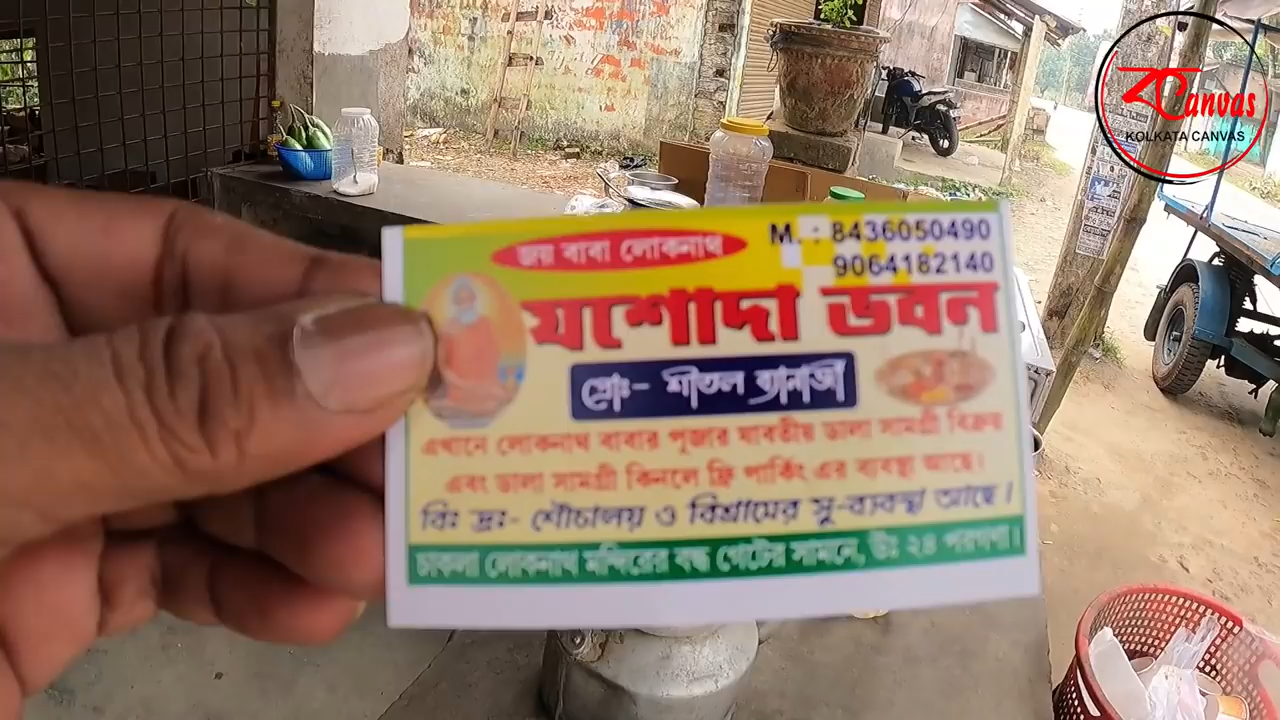 জয় বাবা লোকনাথ
M. : 8436050490
9064182140
যশোদা ভবন
প্রোঃ- শীতল ব্যানার্জী
এখানে লোকনাথ বাবার পূজার যাবতীয় ডালা সামগ্রী বিক্রয়
এবং ডালা সামগ্রী কিনলে ফ্রি পার্কিং এর ব্যবস্থা আছে।
বিঃ দ্রঃ- শৌচালয় ও বিশ্রামের সু-ব্যবস্থা আছে।
চাকলা লোকনাথ মন্দিরের বন্ধ গেটের সামনে, উঃ ২৪ পরগণা।
Canvas
KOLKATA CANVAS